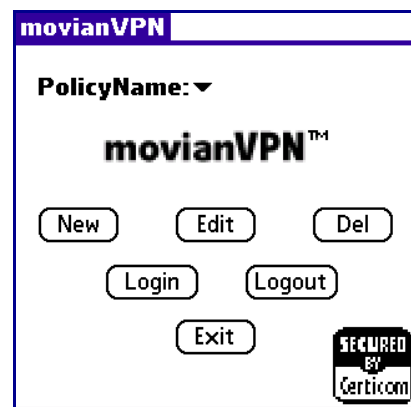 movianVPN
PolicyName:
movianVPN™
New Edit Del
Login Logout
Exit
SECURED
BY
Certicom